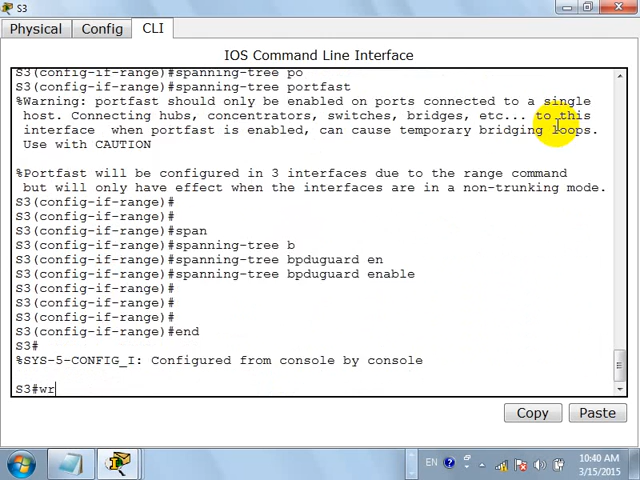 S3
Physical Config CLI
IOS Command Line Interface
S3(config-if-range)#spanning-tree po
S3(config-if-range)#spanning-tree portfast
%Warning: portfast should only be enabled on ports connected to a single
host. Connecting hubs, concentrators, switches, bridges, etc... to this
interface  when portfast is enabled, can cause temporary bridging loops.
Use with CAUTION
%Portfast will be configured in 3 interfaces due to the range command
but will only have effect when the interfaces are in a non-trunking mode.
S3(config-if-range)#
S3(config-if-range)#
S3(config-if-range)#span
S3(config-if-range)#spanning-tree b
S3(config-if-range)#spanning-tree bpduguard en
S3(config-if-range)#spanning-tree bpduguard enable
S3(config-if-range)#
S3(config-if-range)#
S3(config-if-range)#
S3(config-if-range)#end
S3#
%SYS-5-CONFIG_I: Configured from console by console
S3#wr
Copy Paste
EN 10:40 AM
3/15/2015